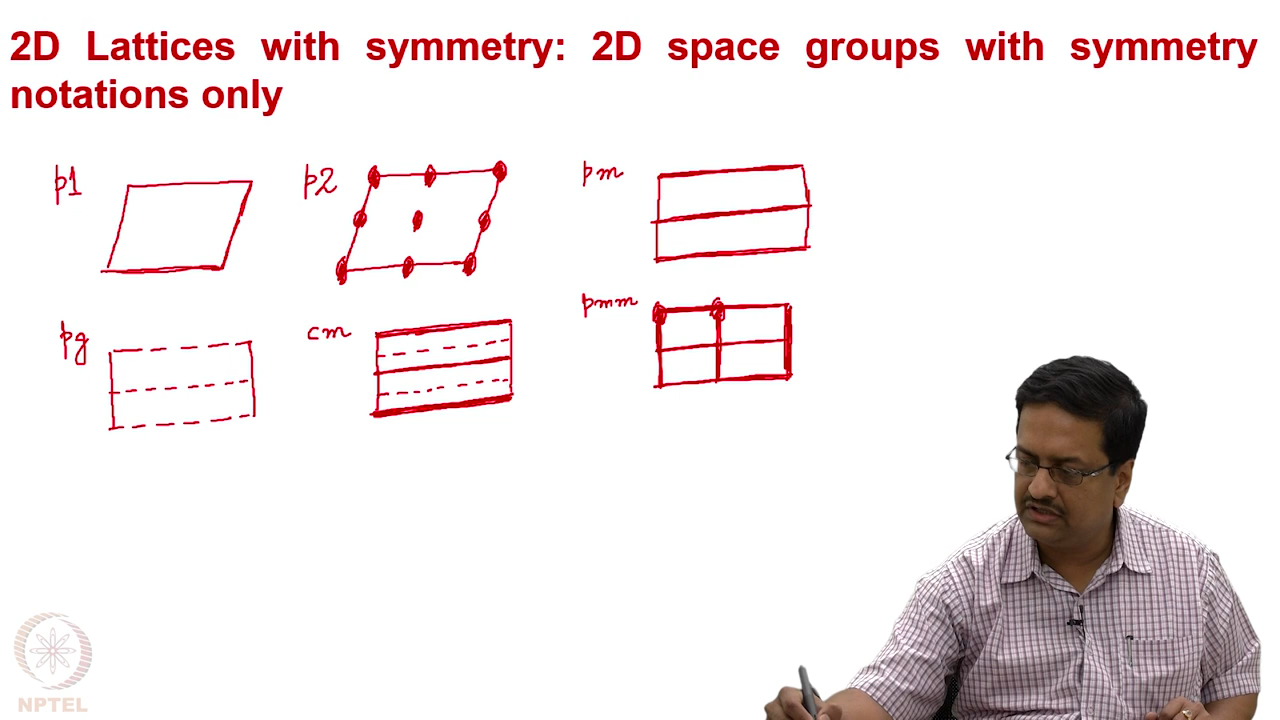 2D Lattices with symmetry: 2D space groups with symmetry
notations only
p1
p2
pm
pg
cm
pmm
NPTEL